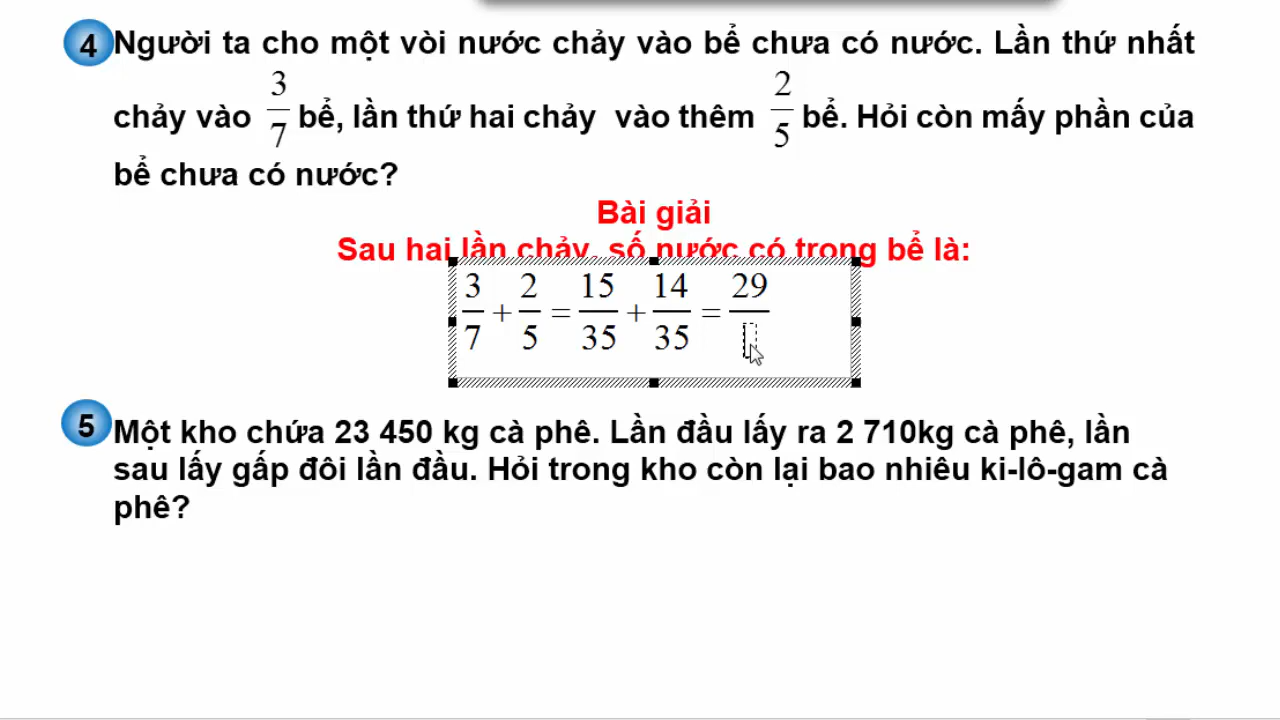 4 Người ta cho một vòi nước chảy vào bể chưa có nước. Lần thứ nhất
chảy vào 3/7 bể, lần thứ hai chảy vào thêm 2/5 bể. Hỏi còn mấy phần của
bể chưa có nước?
Bài giải
Sau hai lần chảy, số nước có trong bể là:
3/7 + 2/5 = 15/35 + 14/35 = 29/
5 Một kho chứa 23 450 kg cà phê. Lần đầu lấy ra 2 710kg cà phê, lần
sau lấy gấp đôi lần đầu. Hỏi trong kho còn lại bao nhiêu ki-lô-gam cà
phê?